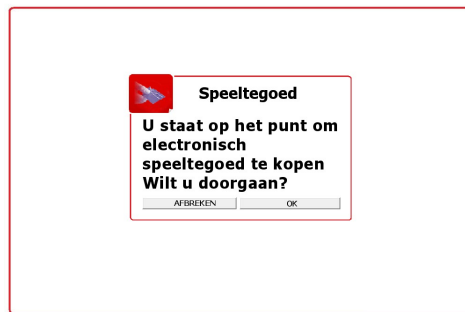 Speeltegoed
U staat op het punt om
electronisch
speeltegoed te kopen
Wilt u doorgaan?
AFBREKEN OK